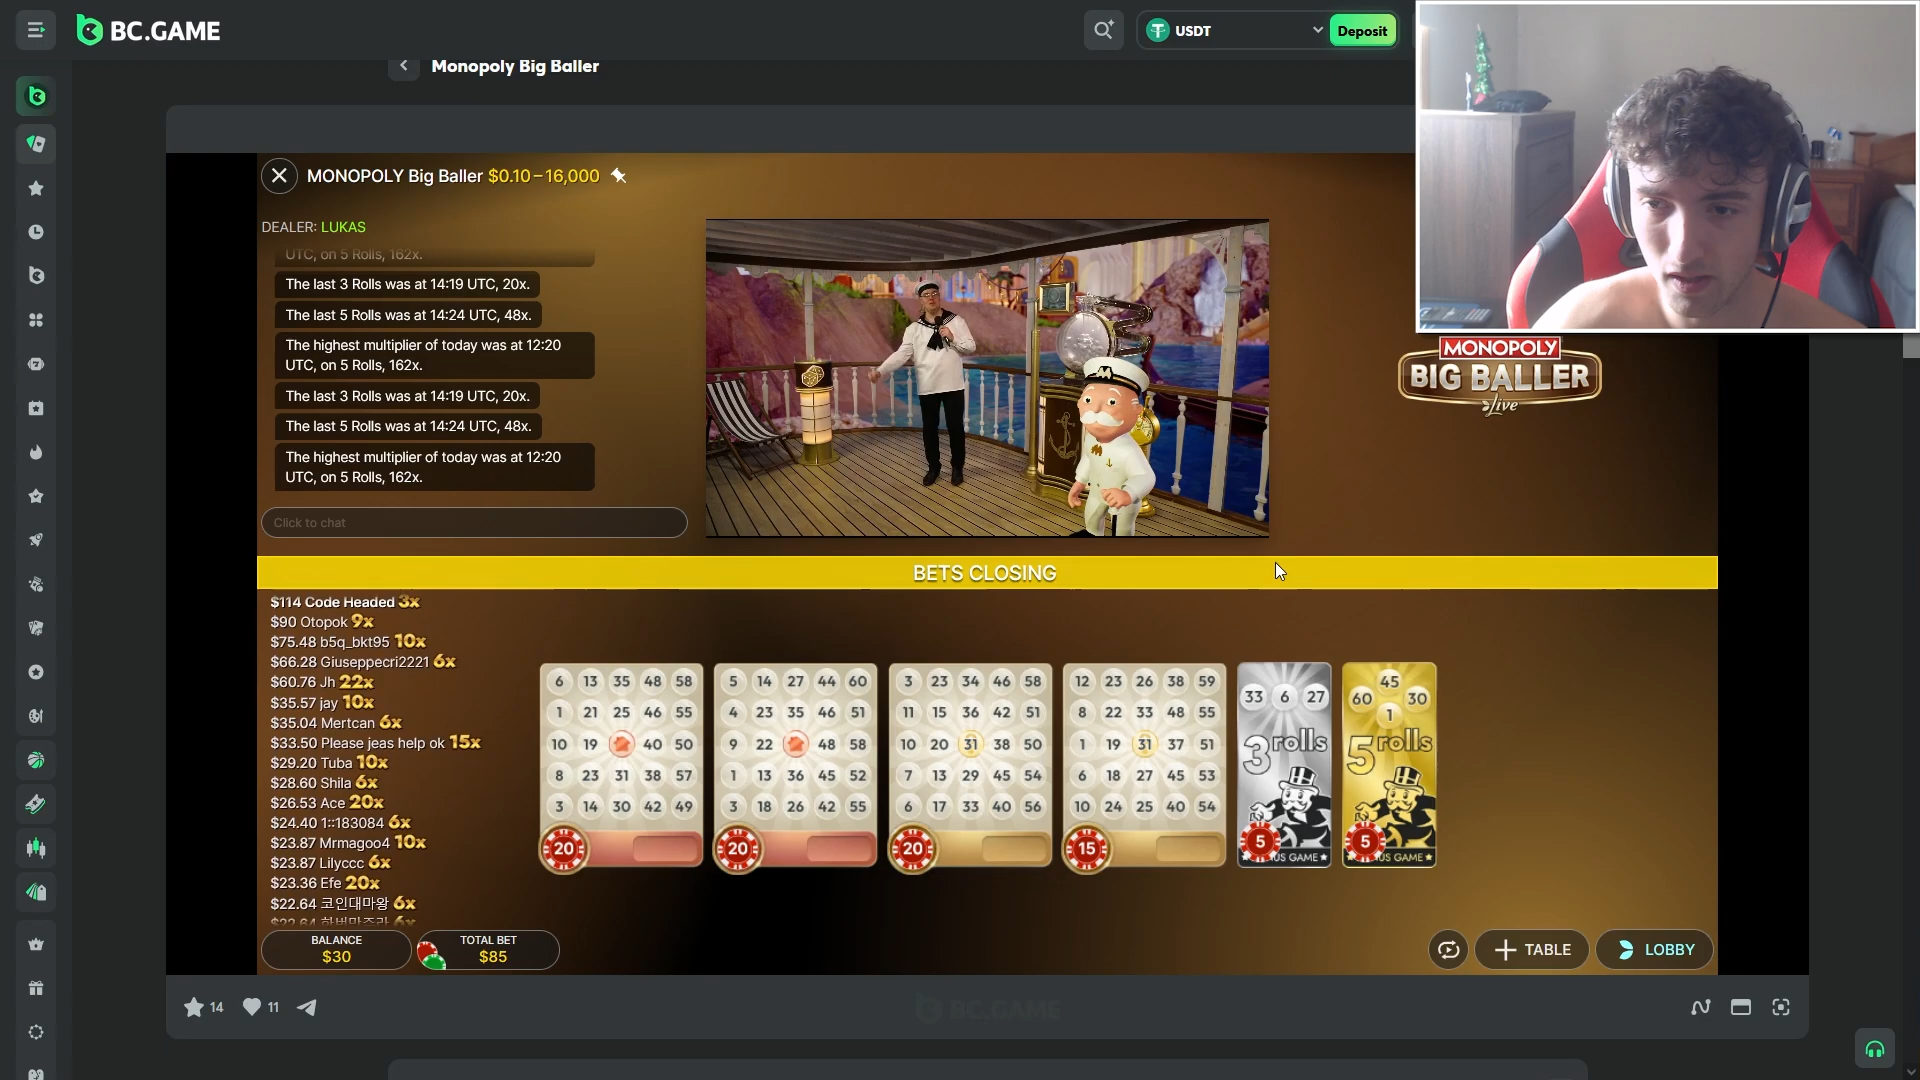 BC.GAME
USDT
Deposit
Monopoly Big Baller
MONOPOLY Big Baller $0.10–16,000
DEALER: LUKAS
UTC, on 5 Rolls, 162x.
The last 3 Rolls was at 14:19 UTC, 20x.
The last 5 Rolls was at 14:24 UTC, 48x.
The highest multiplier of today was at 12:20
UTC, on 5 Rolls, 162x.
The last 3 Rolls was at 14:19 UTC, 20x.
The last 5 Rolls was at 14:24 UTC, 48x.
The highest multiplier of today was at 12:20
UTC, on 5 Rolls, 162x.
Click to chat
MONOPOLY
BIG BALLER
Live
BETS CLOSING
$114 Code Headed 3x
$90 Otopok 9x
$75.48 b5q_bkt95 10x
$66.28 Giuseppecri2221 6x
$60.76 Jh 22x
$35.57 jay 10x
$35.04 Mertcan 6x
$33.50 Please jeas help ok 15x
$29.20 Tuba 10x
$28.60 Shila 6x
$26.53 Ace 20x
$24.40 1::183084 6x
$23.87 Mrmagoo4 10x
$23.87 Lilyccc 6x
$23.36 Efe 20x
$22.64 코인대마왕 6x
6 13 35 48 58
1 21 25 46 55
10 19 40 50
8 23 31 38 57
3 14 30 42 49
20
5 14 27 44 60
4 23 35 46 51
9 22 48 58
1 13 36 45 52
3 18 26 42 55
20
3 23 34 46 58
11 15 36 42 51
10 20 31 38 50
7 13 29 45 54
6 17 33 40 56
20
12 23 26 38 59
8 22 33 48 55
1 19 31 37 51
6 18 27 45 53
10 24 25 40 54
15
33 6 27
3 rolls
5
US GAME
45
60 30
1
5 rolls
5
US GAME
BALANCE
$30
TOTAL BET
$85
TABLE
LOBBY
14
11
BC.GAME